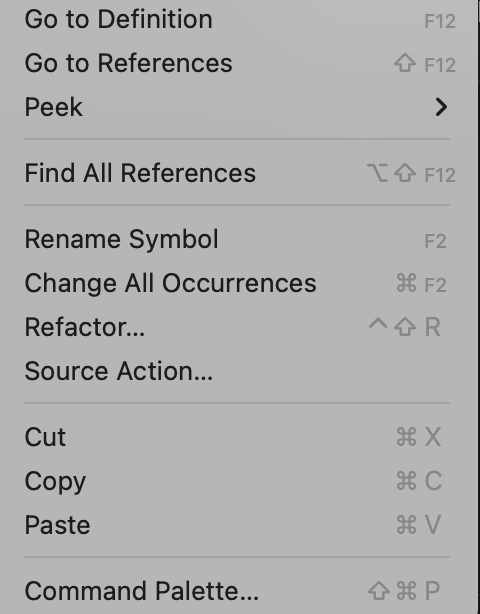 Go to Definition F12
Go to References ⇧ F12
Peek
Find All References ⌥ ⇧ F12
Rename Symbol F2
Change All Occurrences ⌘ F2
Refactor... ^ ⇧ R
Source Action...
Cut ⌘ X
Copy ⌘ C
Paste ⌘ V
Command Palette... ⇧ ⌘ P